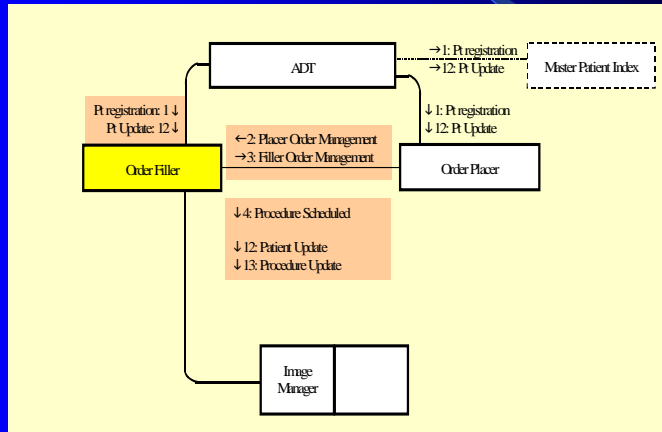 →1: Pt registration
→12: Pt Update
ADT
Master Patient Index
Pt registration: 1↓
Pt Update: 12↓
↓1: Pt registration
↓12: Pt Update
←2: Placer Order Management
→3: Filler Order Management
Order Filler
Order Placer
↓4: Procedure Scheduled
↓12: Patient Update
↓13: Procedure Update
Image
Manager